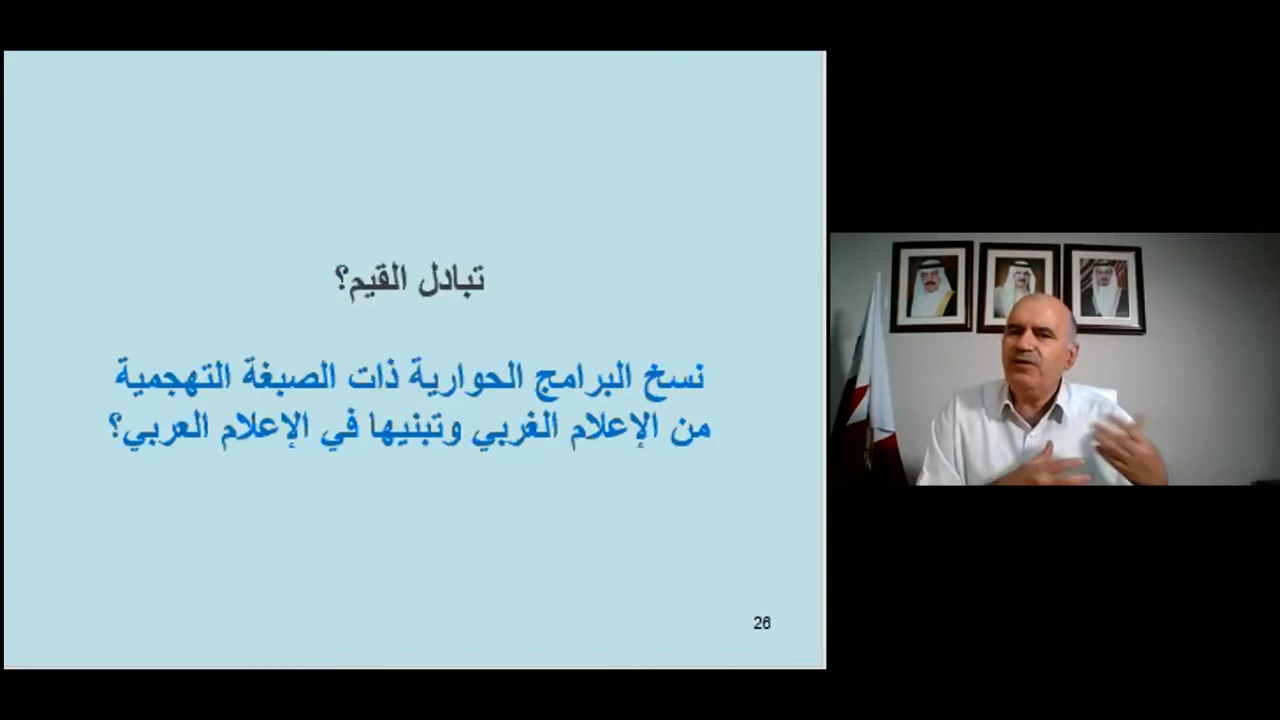 تبادل القيم؟
نسخ البرامج الحوارية ذات الصبغة التهجمية
من الإعلام الغربي وتبنيها في الإعلام العربي؟
26